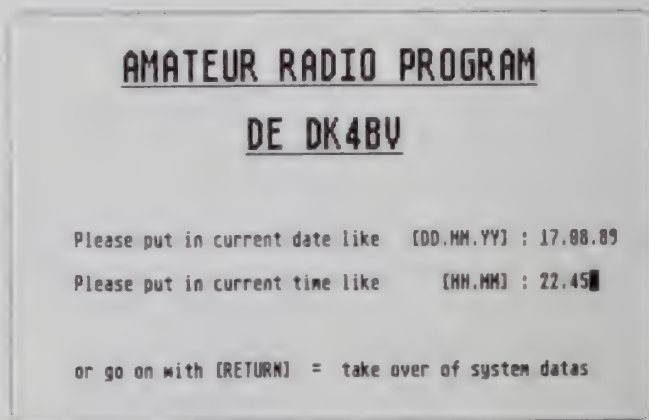 AMATEUR RADIO PROGRAM
DE DK4BV
Please put in current date like [DD.MM.YY] : 17.08.89
Please put in current time like [HH.MM] : 22.45
or go on with [RETURN] = take over of system datas